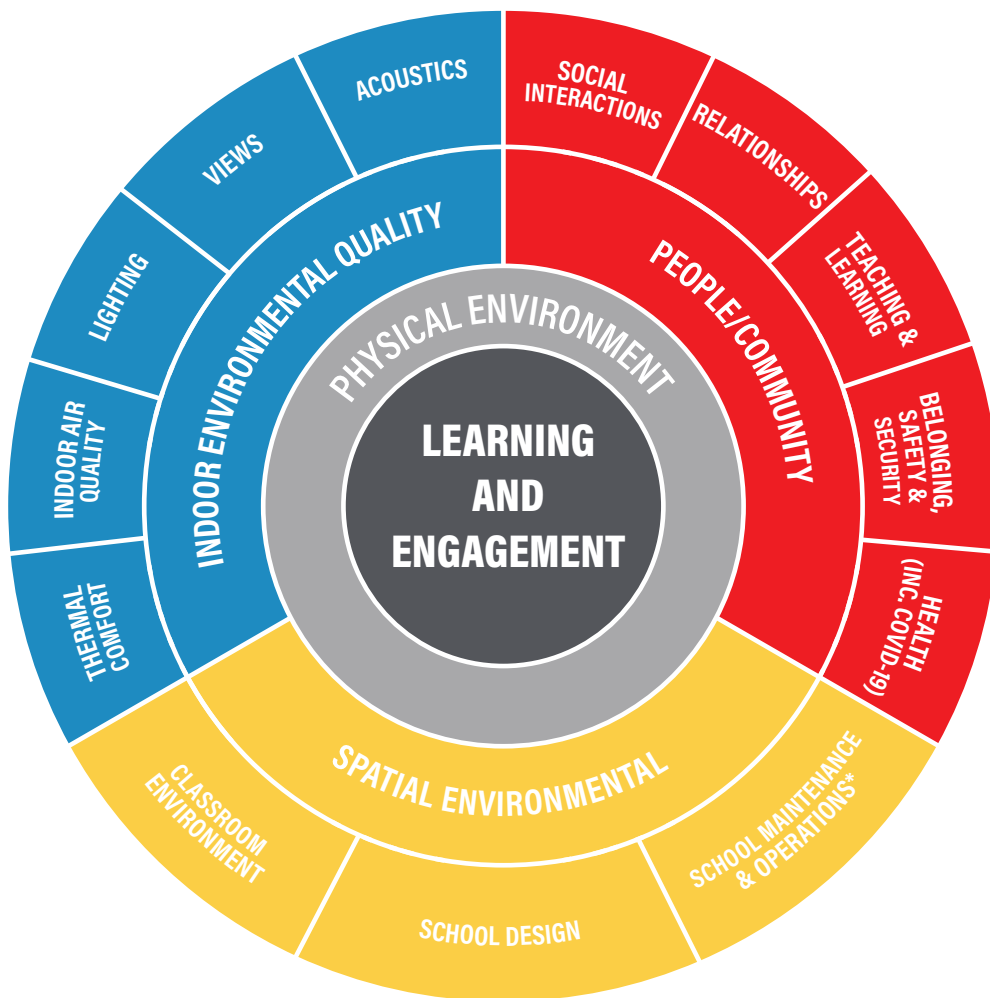 LEARNING
AND
ENGAGEMENT
PHYSICAL ENVIRONMENT
INDOOR ENVIRONMENTAL QUALITY
PEOPLE/COMMUNITY
SPATIAL ENVIRONMENTAL
ACOUSTICS
VIEWS
LIGHTING
INDOOR AIR
QUALITY
THERMAL
COMFORT
SOCIAL
INTERACTIONS
RELATIONSHIPS
TEACHING &
LEARNING
BELONGING,
SAFETY &
SECURITY
HEALTH
(INC. COVID-19)
SCHOOL MAINTENANCE
& OPERATIONS*
SCHOOL DESIGN
CLASSROOM
ENVIRONMENT